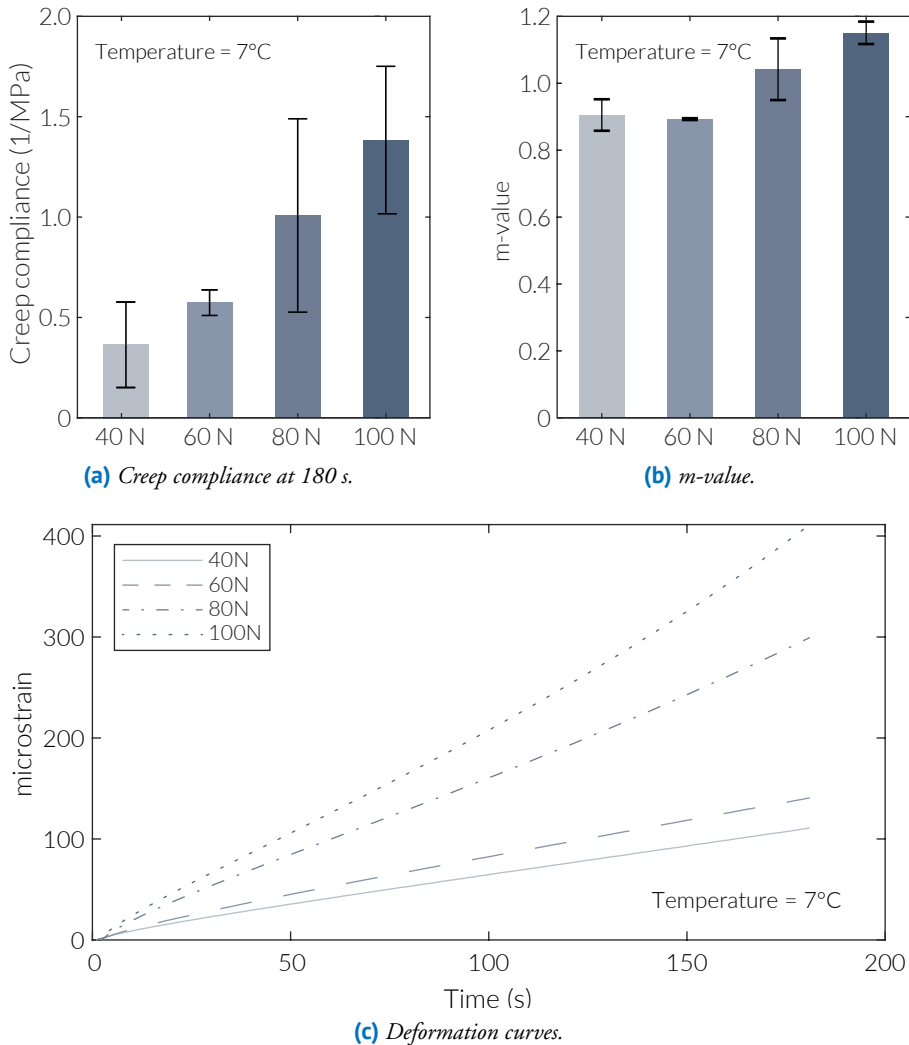 2.0
1.5
1.0
0.5
0
Creep compliance (1/MPa)
Temperature = 7°C
40 N 60 N 80 N 100 N
(a) Creep compliance at 180 s.
1.2
1.0
0.8
0.6
0.4
0.2
0
m-value
Temperature = 7°C
40 N 60 N 80 N 100 N
(b) m-value.
400
300
200
100
0
microstrain
40N
60N
80N
100N
Temperature = 7°C
0 50 100 150 200
Time (s)
(c) Deformation curves.